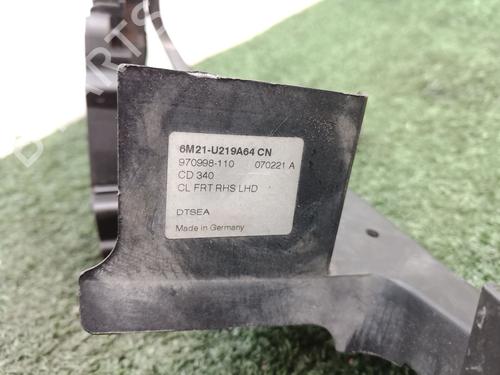 6M21-U219A64 CN
970998-110 070221 A
CD 340
CL FRT RHS LHD
DTSEA
Made in Germany